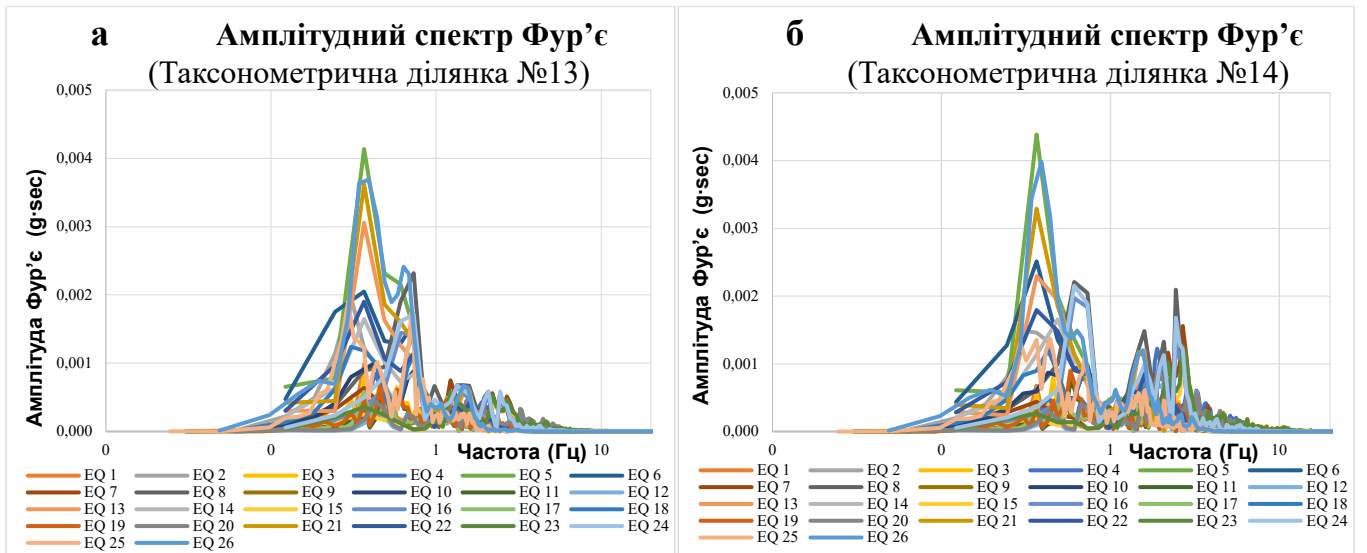 а Амплітудний спектр Фур’є
(Таксонометрична ділянка №13)
Амплітуда Фур’є (g·sec)
0,005
0,004
0,003
0,002
0,001
0,000
0 0 1 10
Частота (Гц)
EQ 1 EQ 2 EQ 3 EQ 4 EQ 5 EQ 6
EQ 7 EQ 8 EQ 9 EQ 10 EQ 11 EQ 12
EQ 13 EQ 14 EQ 15 EQ 16 EQ 17 EQ 18
EQ 19 EQ 20 EQ 21 EQ 22 EQ 23 EQ 24
EQ 25 EQ 26
б Амплітудний спектр Фур’є
(Таксонометрична ділянка №14)
Амплітуда Фур’є (g·sec)
0,005
0,004
0,003
0,002
0,001
0,000
0 0 1 10
Частота (Гц)
EQ 1 EQ 2 EQ 3 EQ 4 EQ 5 EQ 6
EQ 7 EQ 8 EQ 9 EQ 10 EQ 11 EQ 12
EQ 13 EQ 14 EQ 15 EQ 16 EQ 17 EQ 18
EQ 19 EQ 20 EQ 21 EQ 22 EQ 23 EQ 24
EQ 25 EQ 26